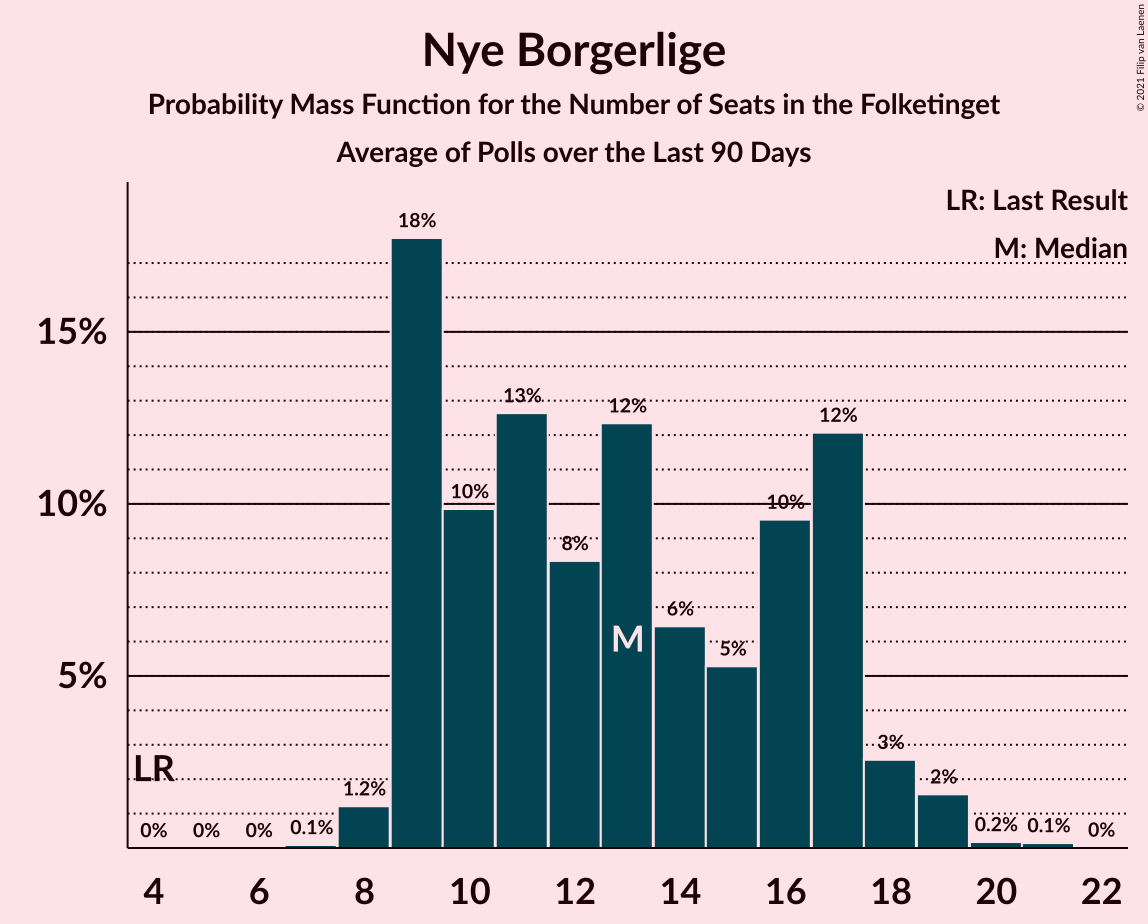 Nye Borgerlige
Probability Mass Function for the Number of Seats in the Folketinget
Average of Polls over the Last 90 Days
© 2021 Filip van Laenen
LR: Last Result
M: Median
15%
10%
5%
18%
13%
12%
12%
10%
10%
8%
6%
5%
M
3%
2%
LR
1.2%
0% 0% 0% 0.1% 0.2% 0.1% 0%
4 6 8 10 12 14 16 18 20 22